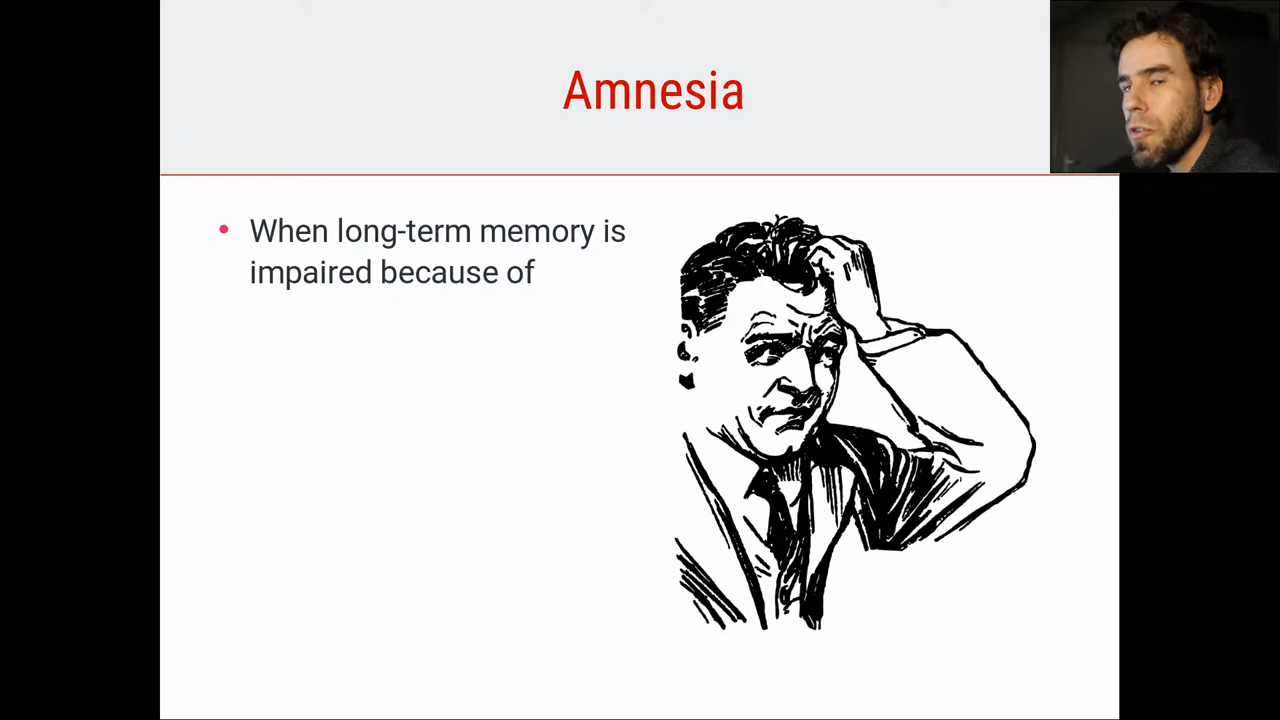 Amnesia
• When long-term memory is
impaired because of